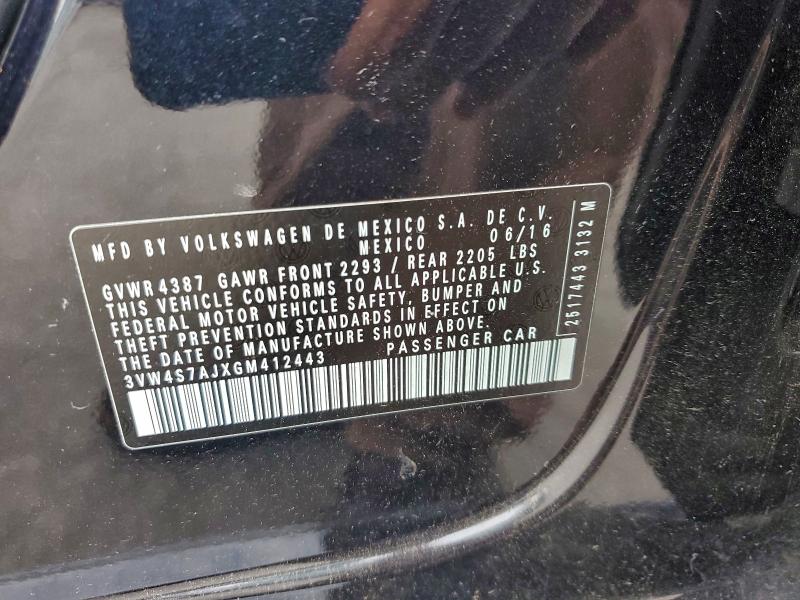 MFD BY VOLKSWAGEN DE MEXICO S.A. DE C.V.
MEXICO 06/16
GVWR 4387 GAWR FRONT 2293 / REAR 2205 LBS
THIS VEHICLE CONFORMS TO ALL APPLICABLE U.S.
FEDERAL MOTOR VEHICLE SAFETY, BUMPER AND
THEFT PREVENTION STANDARDS IN EFFECT ON
THE DATE OF MANUFACTURE SHOWN ABOVE.
3VW4S7AJXGM412443 PASSENGER CAR
2517443 3132 M